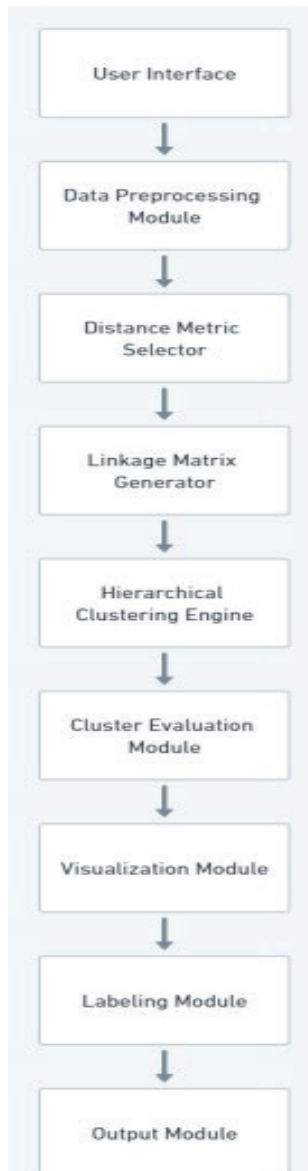 User Interface
Data Preprocessing
Module
Distance Metric
Selector
Linkage Matrix
Generator
Hierarchical
Clustering Engine
Cluster Evaluation
Module
Visualization Module
Labeling Module
Output Module